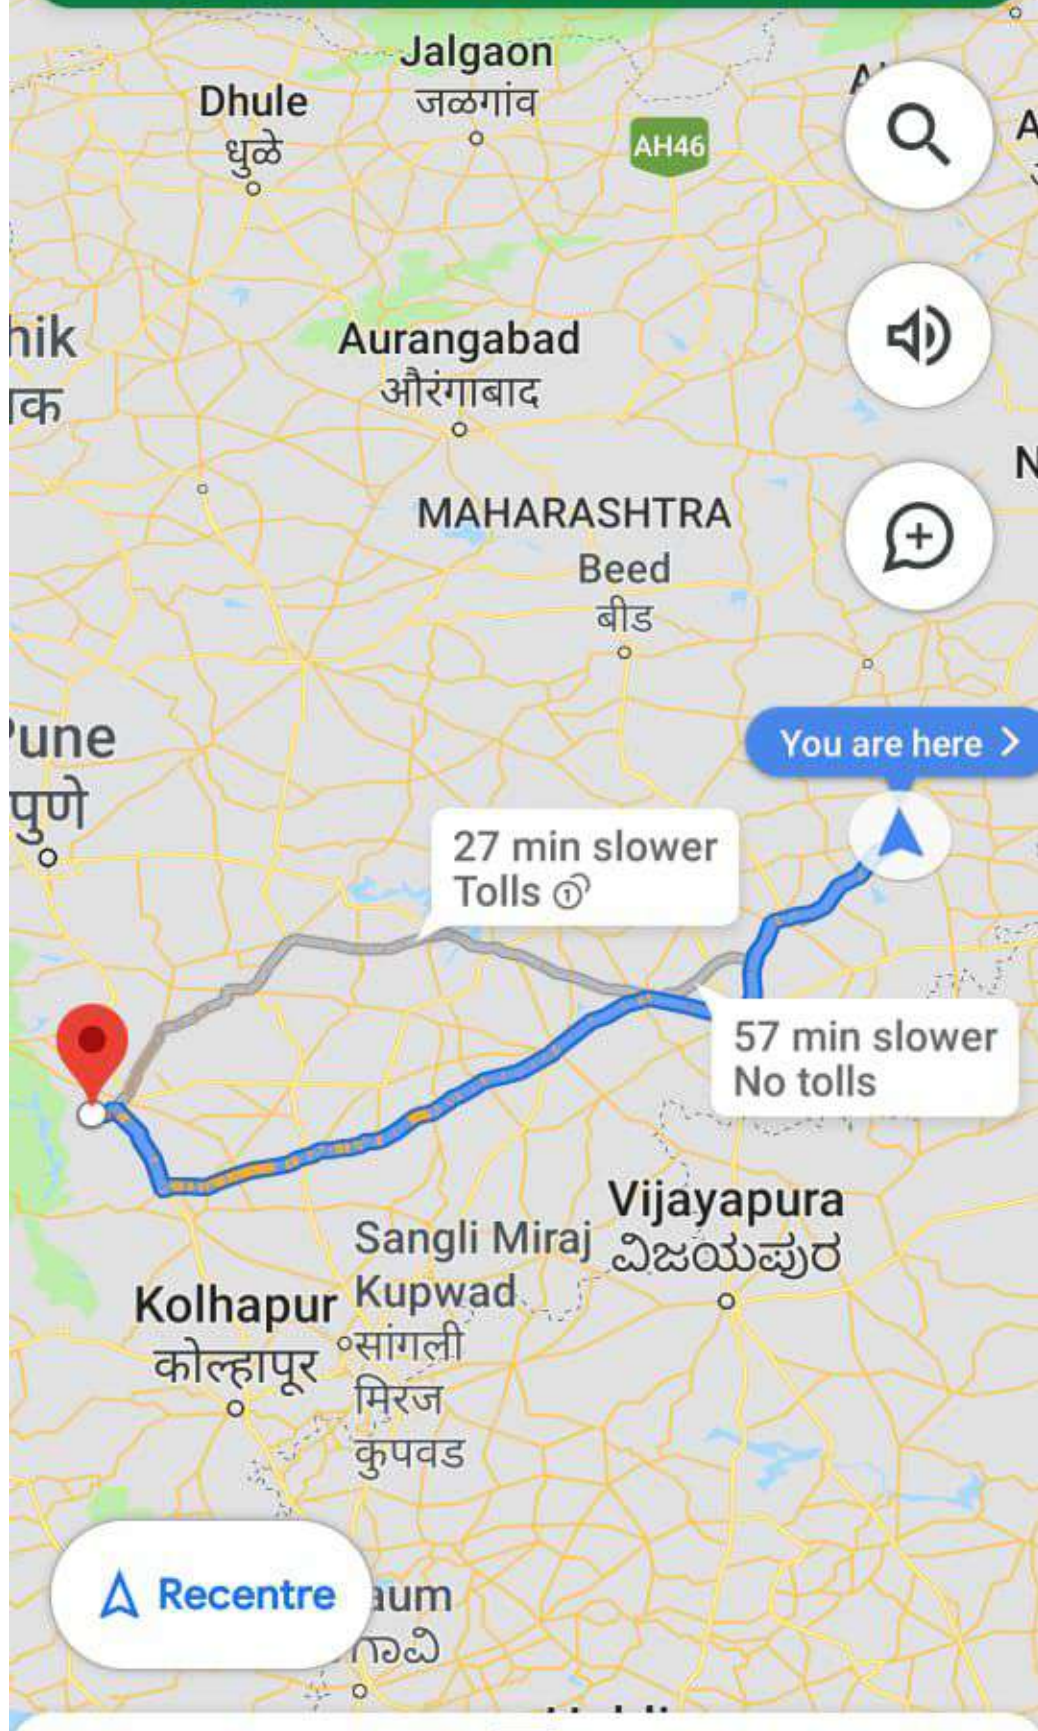 Jalgaon
जळगांव
Dhule
धुळे
AH46
Aurangabad
औरंगाबाद
MAHARASHTRA
Beed
बीड
पुणे
You are here
27 min slower
Tolls
57 min slower
No tolls
Vijayapura
ವಿಜಯಪುರ
Sangli Miraj
Kupwad
सांगली
मिरज
कुपवड
Kolhapur
कोल्हापूर
Recentre